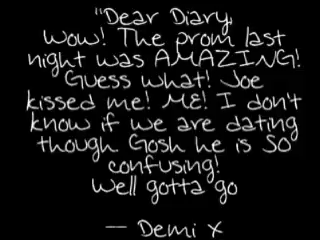 "Dear Diary,
Wow! The prom last
night was AMAZING!
Guess what! Joe
kissed me! ME! I don't
know if we are dating
though Gosh he is SO
confusing!
Well gotta go
-- Demi x